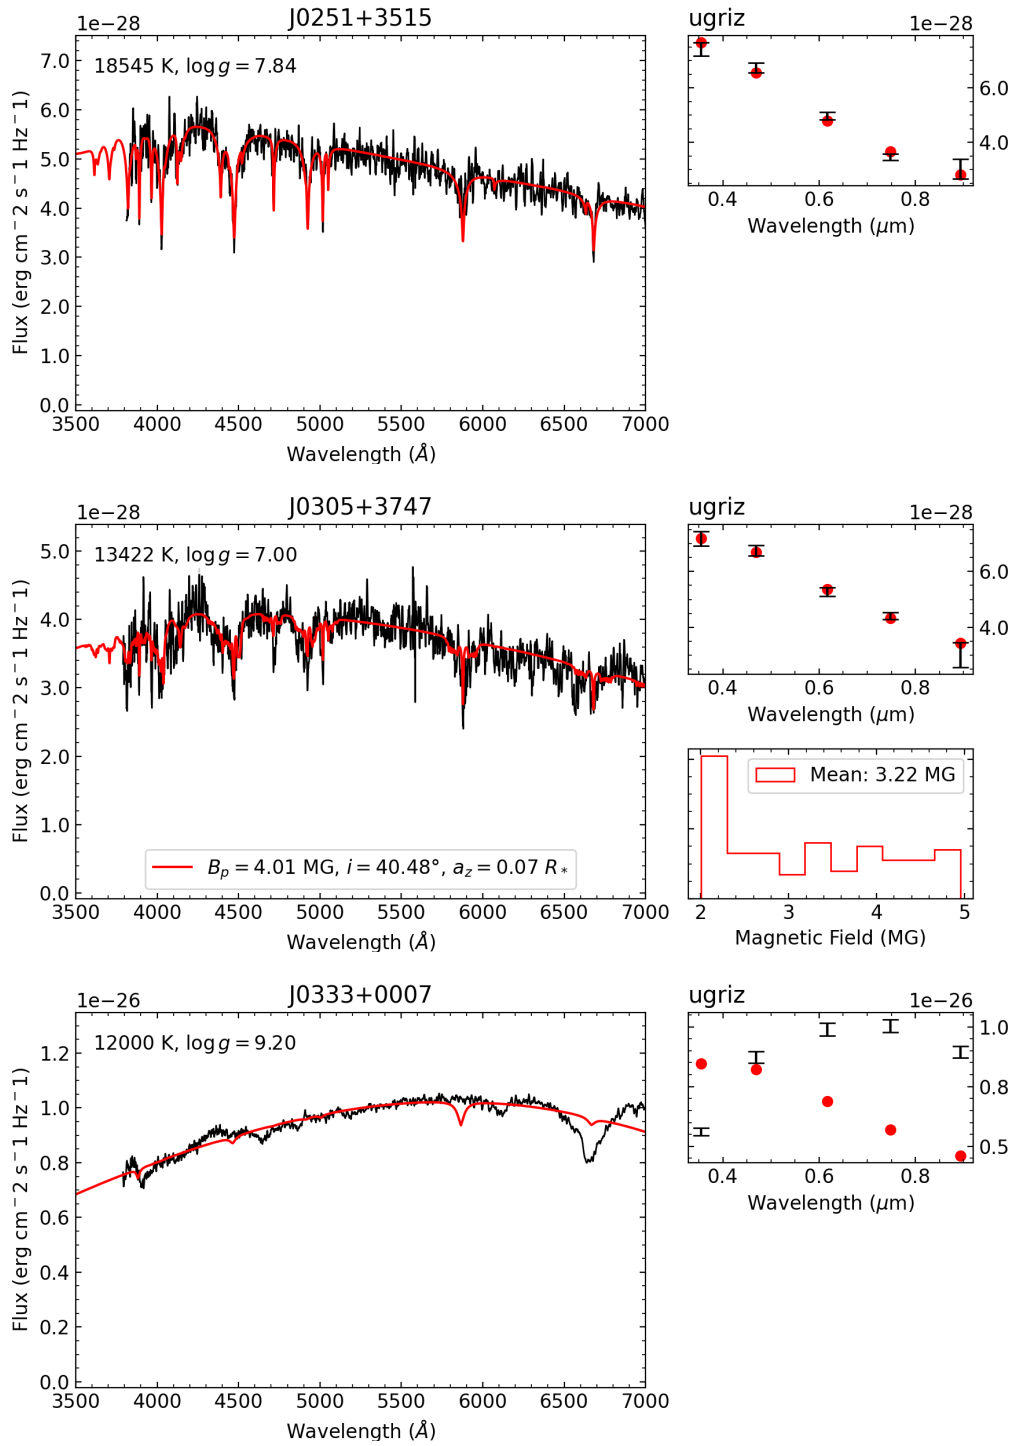 1e−28
J0251+3515
ugriz
1e−28
18545 K, log g = 7.84
7.0
6.0
5.0
4.0
3.0
2.0
1.0
0.0
Flux (erg cm−2 s−1 Hz−1)
3500 4000 4500 5000 5500 6000 6500 7000
Wavelength (Å)
6.0
4.0
0.4 0.6 0.8
Wavelength (μm)
1e−28
J0305+3747
ugriz
1e−28
13422 K, log g = 7.00
5.0
4.0
3.0
2.0
1.0
0.0
Flux (erg cm−2 s−1 Hz−1)
B_p = 4.01 MG, i = 40.48°, a_z = 0.07 R_*
3500 4000 4500 5000 5500 6000 6500 7000
Wavelength (Å)
6.0
4.0
0.4 0.6 0.8
Wavelength (μm)
Mean: 3.22 MG
2 3 4 5
Magnetic Field (MG)
1e−26
J0333+0007
ugriz
1e−26
12000 K, log g = 9.20
1.2
1.0
0.8
0.6
0.4
0.2
0.0
Flux (erg cm−2 s−1 Hz−1)
3500 4000 4500 5000 5500 6000 6500 7000
Wavelength (Å)
1.0
0.8
0.5
0.4 0.6 0.8
Wavelength (μm)